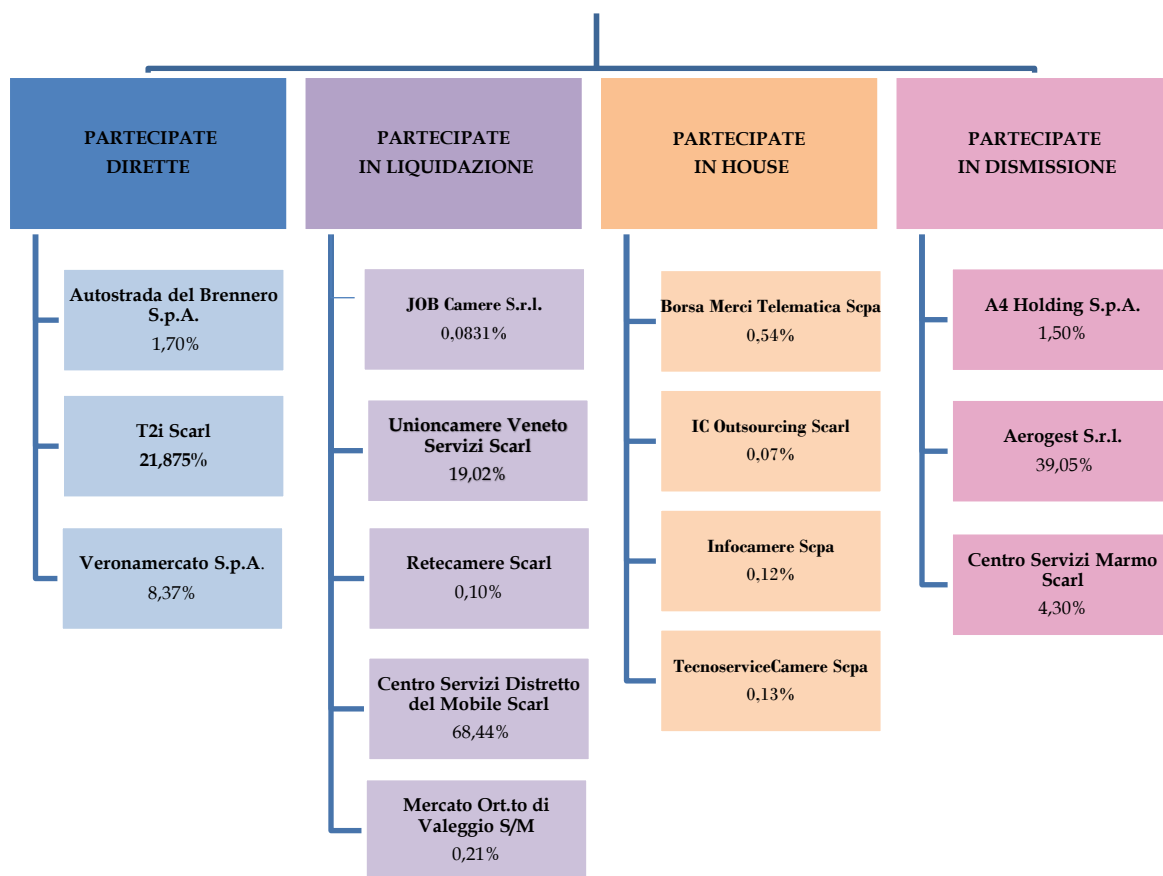 PARTECIPATE
DIRETTE
Autostrada del Brennero
S.p.A.
1,70%
T2i Scarl
21,875%
Veronamercato S.p.A.
8,37%
PARTECIPATE
IN LIQUIDAZIONE
JOB Camere S.r.l.
0,0831%
Unioncamere Veneto
Servizi Scarl
19,02%
Retecamere Scarl
0,10%
Centro Servizi Distretto
del Mobile Scarl
68,44%
Mercato Ort.to di
Valeggio S/M
0,21%
PARTECIPATE
IN HOUSE
Borsa Merci Telematica Scpa
0,54%
IC Outsourcing Scarl
0,07%
Infocamere Scpa
0,12%
TecnoserviceCamere Scpa
0,13%
PARTECIPATE
IN DISMISSIONE
A4 Holding S.p.A.
1,50%
Aerogest S.r.l.
39,05%
Centro Servizi Marmo
Scarl
4,30%